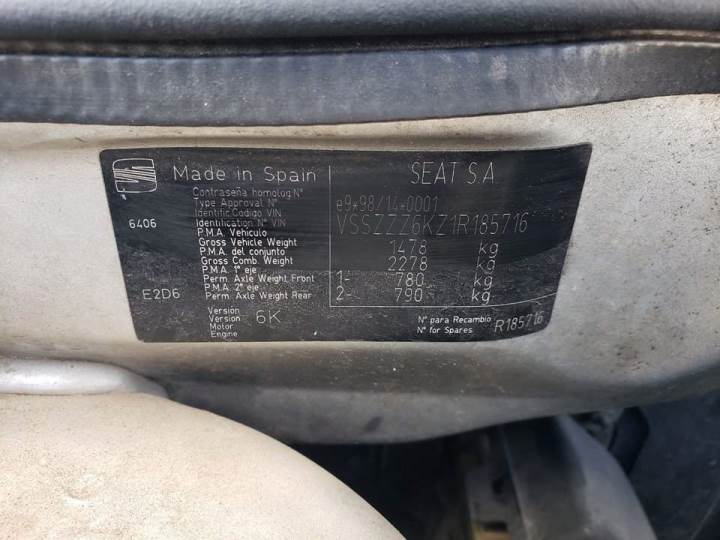 Made in Spain SEAT S.A.
Contraseña homolog N°
Type Approval N° e9*98/14*0001
Identific Codigo VIN
Identification N° VIN VSSZZZ6KZ1R185716
6406
P.M.A. Vehiculo
Gross Vehicle Weight 1478 kg
P.M.A. del conjunto
Gross Comb. Weight 2278 kg
P.M.A. 1ª eje
Perm. Axle Weight Front 1- 780 kg
P.M.A. 2ª eje
Perm. Axle Weight Rear 2- 790 kg
E2D6
Version
Version 6K
Motor
Engine
N° para Recambio
N° for Spares R185716